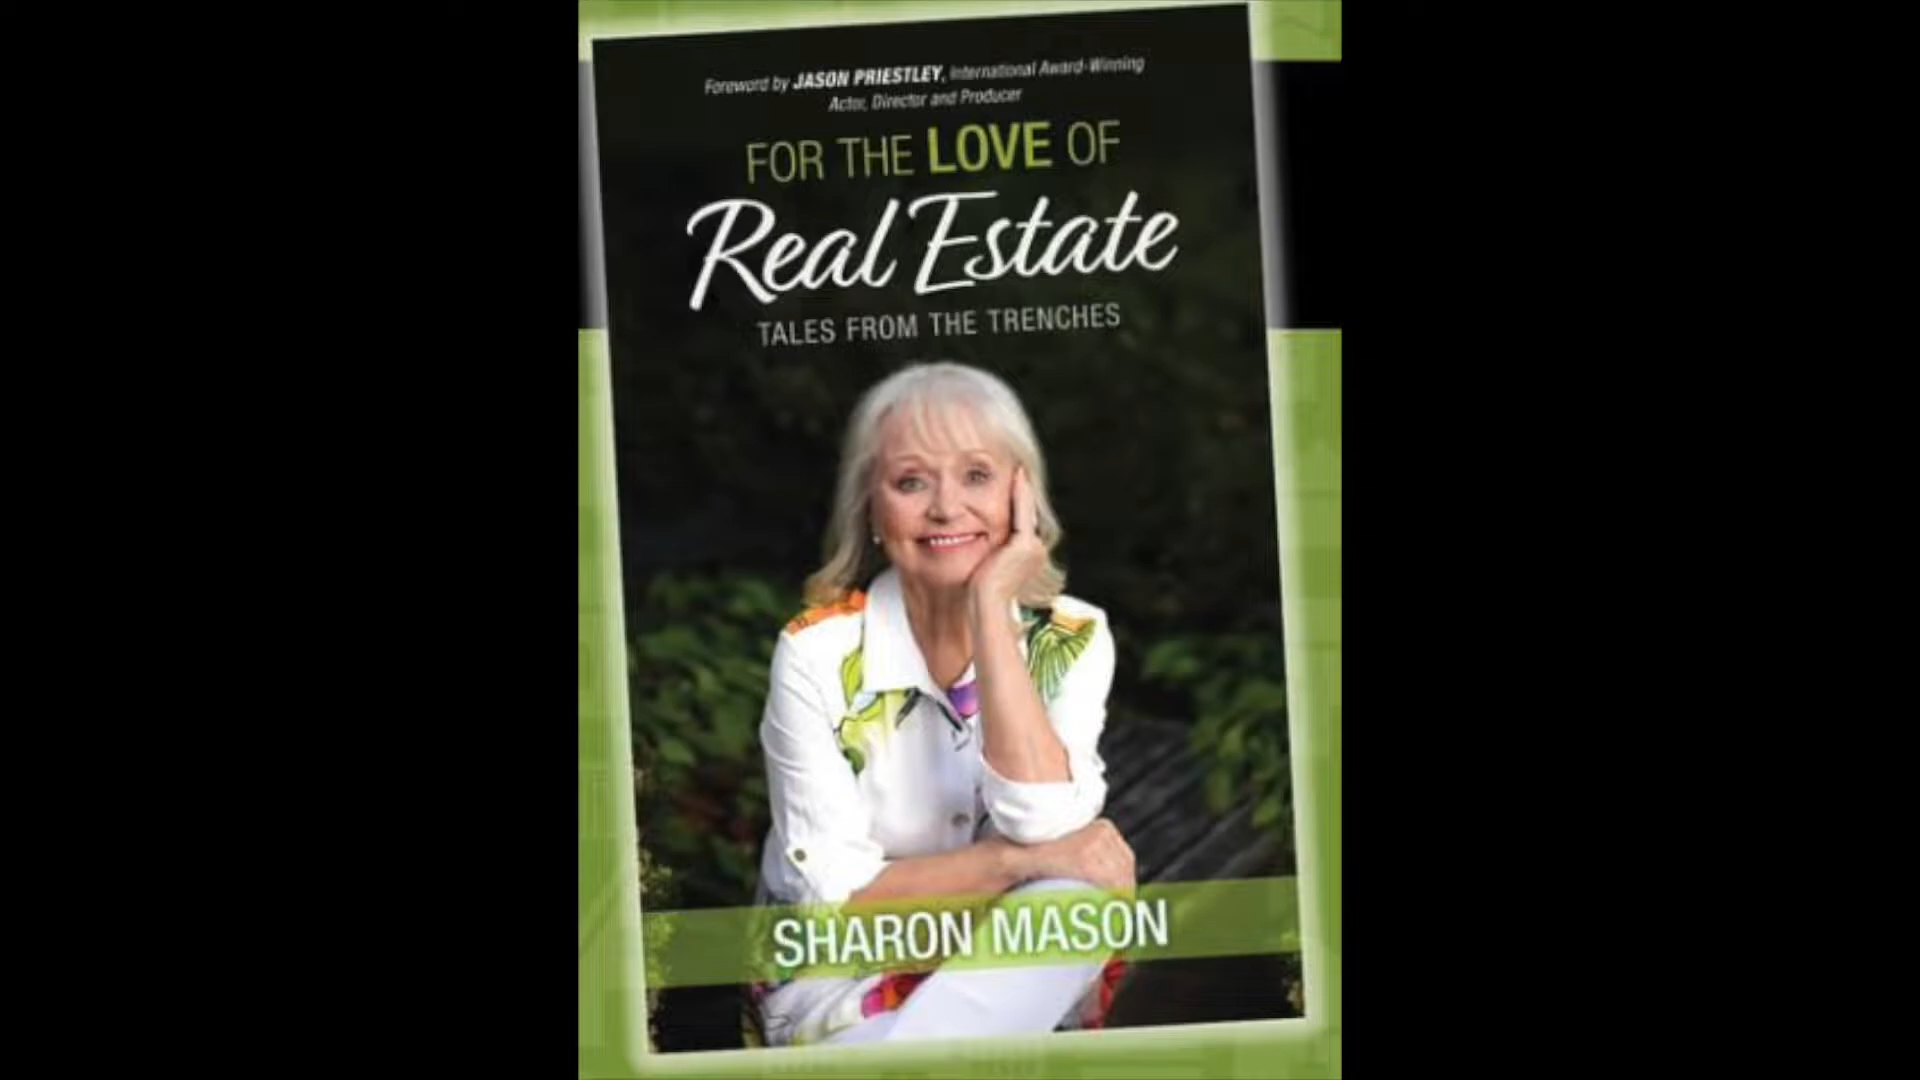 Foreword by JASON PRIESTLEY, International Award-Winning
Actor, Director and Producer
FOR THE LOVE OF
Real Estate
TALES FROM THE TRENCHES
SHARON MASON